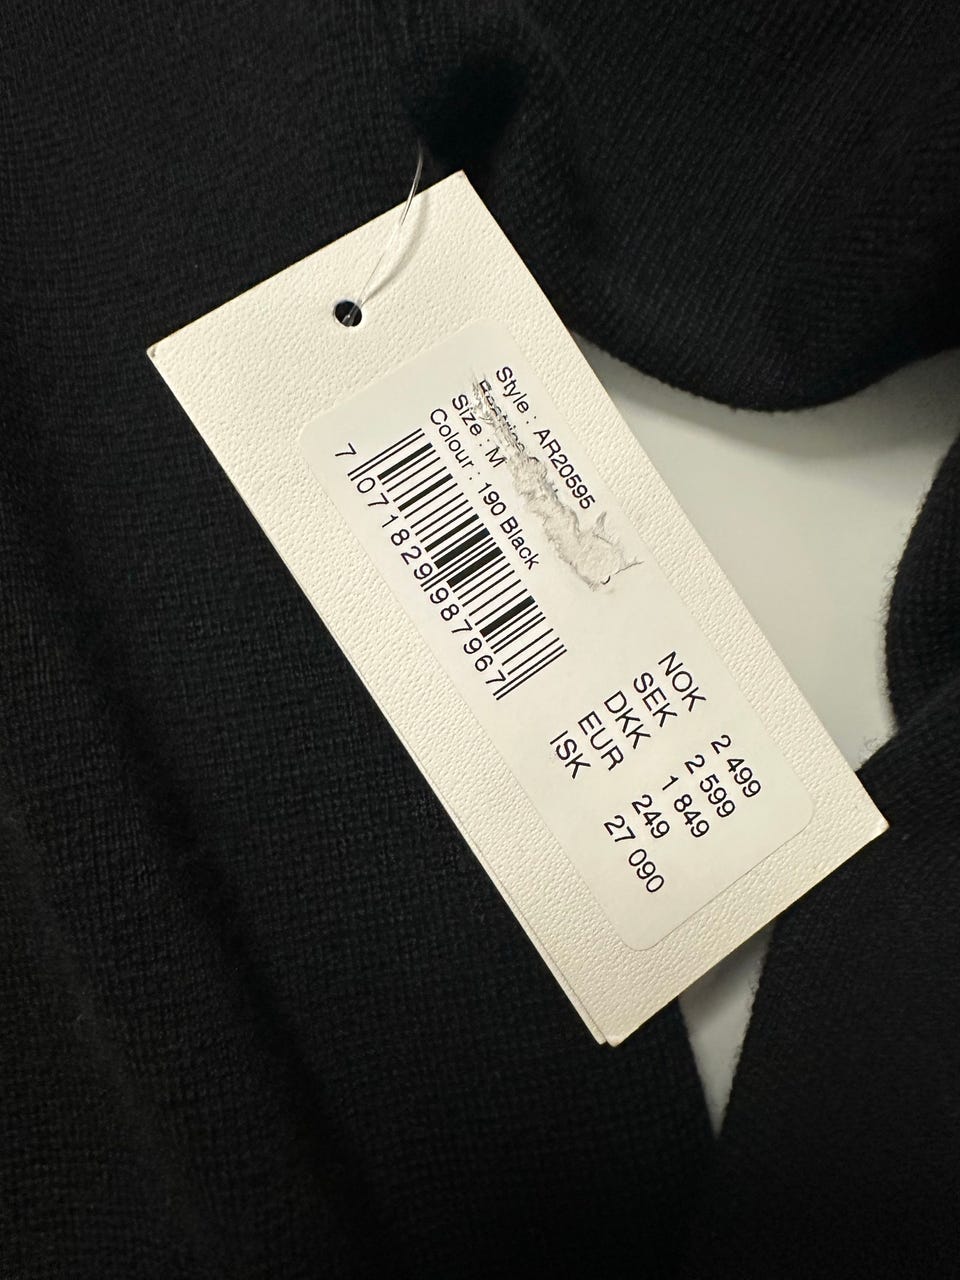 Style : AR20595
Size : M
Colour : 190 Black
7 071829 987967
NOK 2 499
SEK 2 599
DKK 1 849
EUR 249
ISK 27 090